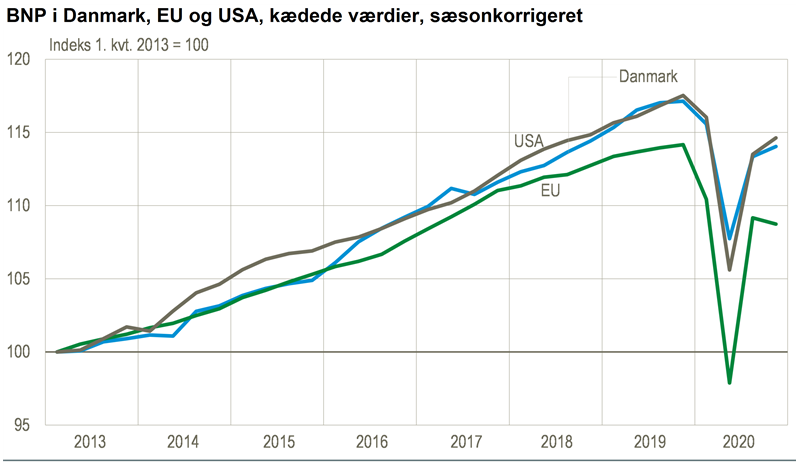 BNP i Danmark, EU og USA, kædede værdier, sæsonkorrigeret
Indeks 1. kvt. 2013 = 100
120
Danmark
115
USA
EU
110
105
100
95
2013 2014 2015 2016 2017 2018 2019 2020